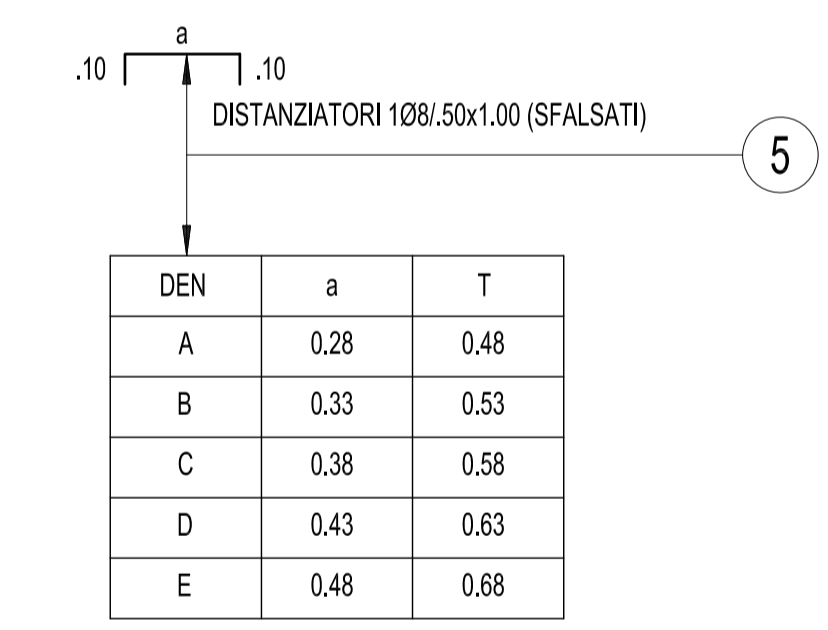 a
.10 .10
DISTANZIATORI 1Ø8/.50x1.00 (SFALSATI)
5
DEN a T
A 0.28 0.48
B 0.33 0.53
C 0.38 0.58
D 0.43 0.63
E 0.48 0.68